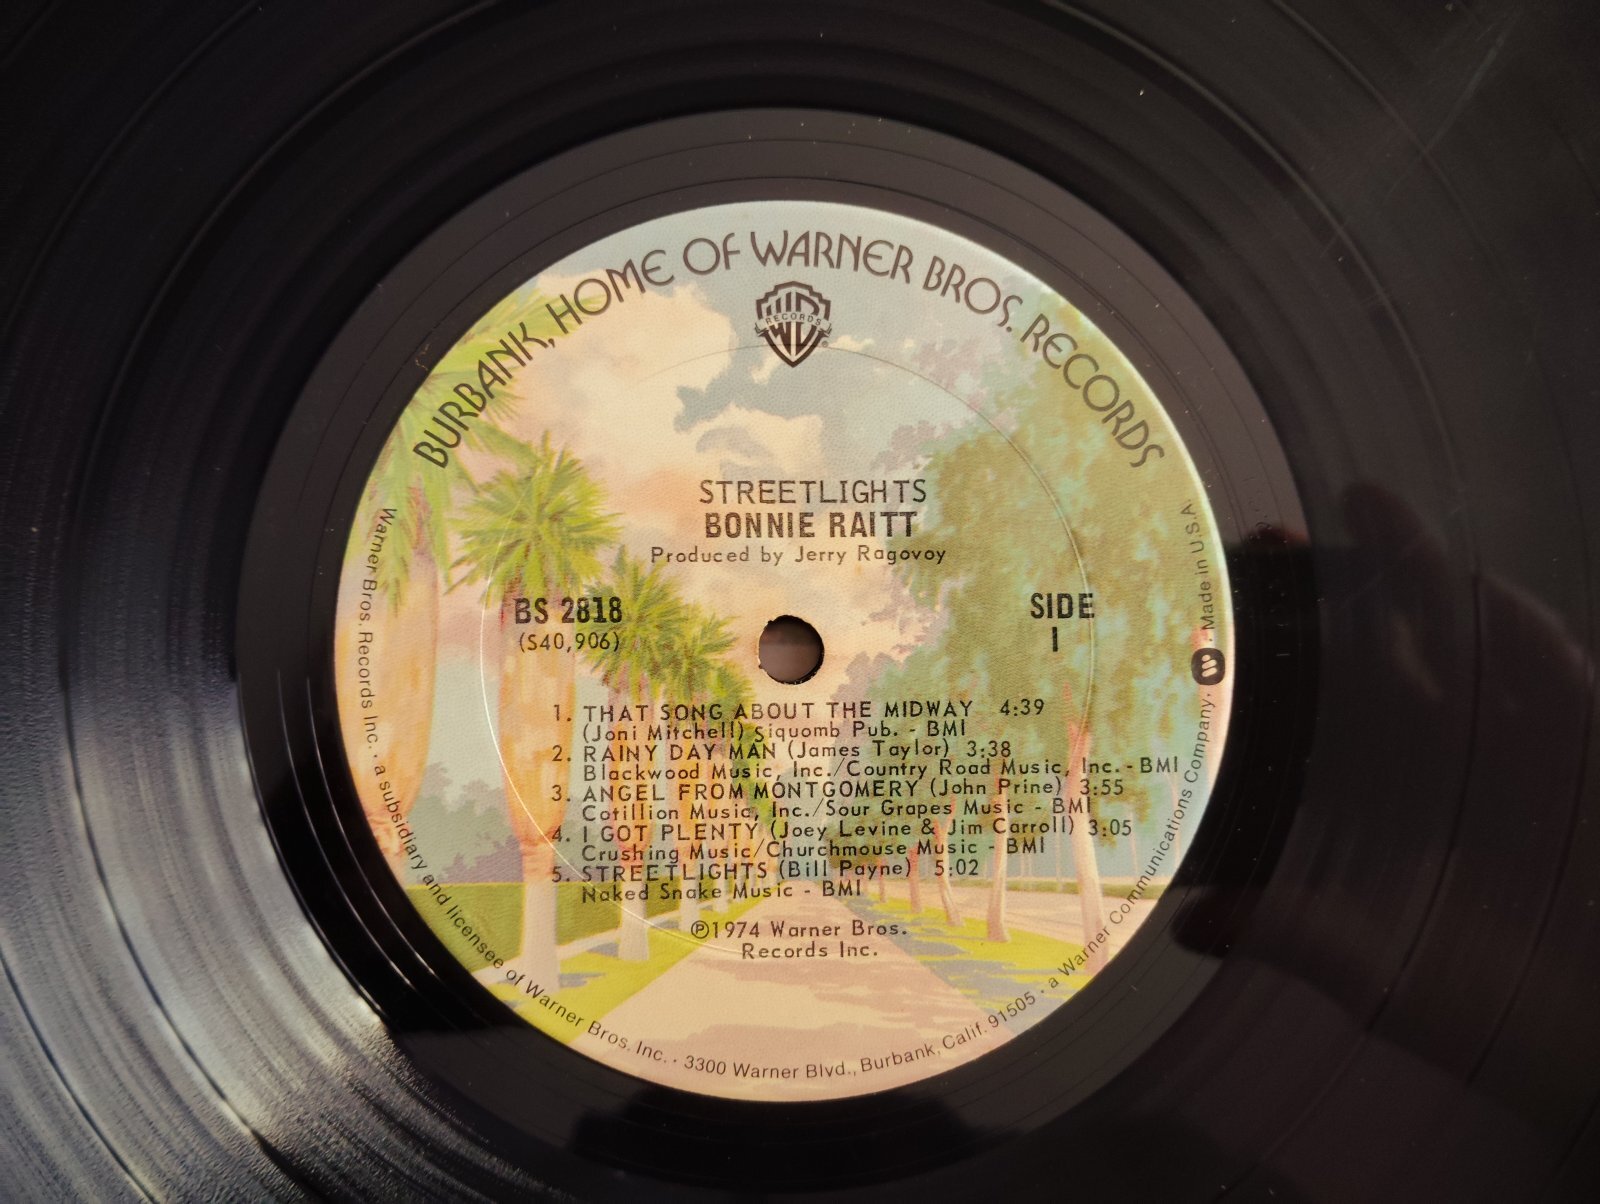 BURBANK, HOME OF WARNER BROS. RECORDS
RECORDS
STREETLIGHTS
BONNIE RAITT
Produced by Jerry Ragovoy
BS 2818
(S40,906)
SIDE
1
1. THAT SONG ABOUT THE MIDWAY 4:39
(Joni Mitchell) Siquomb Pub. - BMI
2. RAINY DAY MAN (James Taylor) 3:38
Blackwood Music, Inc./Country Road Music, Inc. - BMI
3. ANGEL FROM MONTGOMERY (John Prine) 3:55
Cotillion Music, Inc./Sour Grapes Music - BMI
4. I GOT PLENTY (Joey Levine & Jim Carroll) 3:05
Crushing Music/Churchmouse Music - BMI
5. STREETLIGHTS (Bill Payne) 5:02
Naked Snake Music - BMI
℗1974 Warner Bros.
Records Inc.
Warner Bros. Records Inc. · a subsidiary and licensee of Warner Bros. Inc. · 3300 Warner Blvd., Burbank, Calif. 91505 · a Warner Communications Company. · Made in U.S.A.